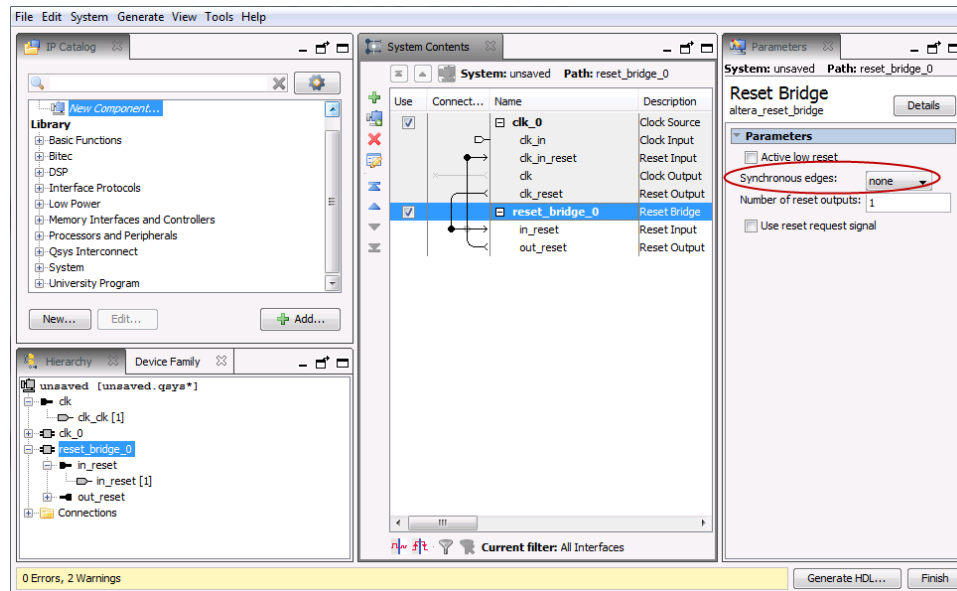 File Edit System Generate View Tools Help
IP Catalog
New Component...
Library
Basic Functions
Bitec
DSP
Interface Protocols
Low Power
Memory Interfaces and Controllers
Processors and Peripherals
Qsys Interconnect
System
University Program
New... Edit... Add...
Hierarchy Device Family
unsaved [unsaved.qsys*]
clk
clk_clk [1]
clk_0
reset_bridge_0
in_reset
in_reset [1]
out_reset
Connections
System Contents
System: unsaved Path: reset_bridge_0
Use Connect... Name Description
clk_0 Clock Source
clk_in Clock Input
clk_in_reset Reset Input
clk Clock Output
clk_reset Reset Output
reset_bridge_0 Reset Bridge
in_reset Reset Input
out_reset Reset Output
Current filter: All Interfaces
Parameters
System: unsaved Path: reset_bridge_0
Reset Bridge
altera_reset_bridge
Details
Parameters
Active low reset
Synchronous edges: none
Number of reset outputs: 1
Use reset request signal
0 Errors, 2 Warnings
Generate HDL... Finish